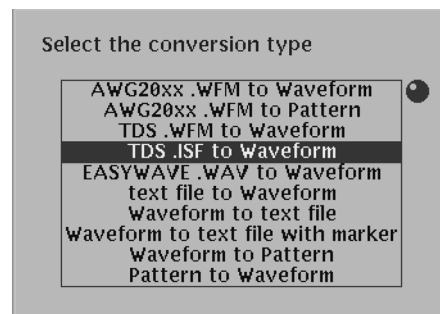 Select the conversion type
AWG20xx .WFM to Waveform
AWG20xx .WFM to Pattern
TDS .WFM to Waveform
TDS .ISF to Waveform
EASYWAVE .WAV to Waveform
text file to Waveform
Waveform to text file
Waveform to text file with marker
Waveform to Pattern
Pattern to Waveform